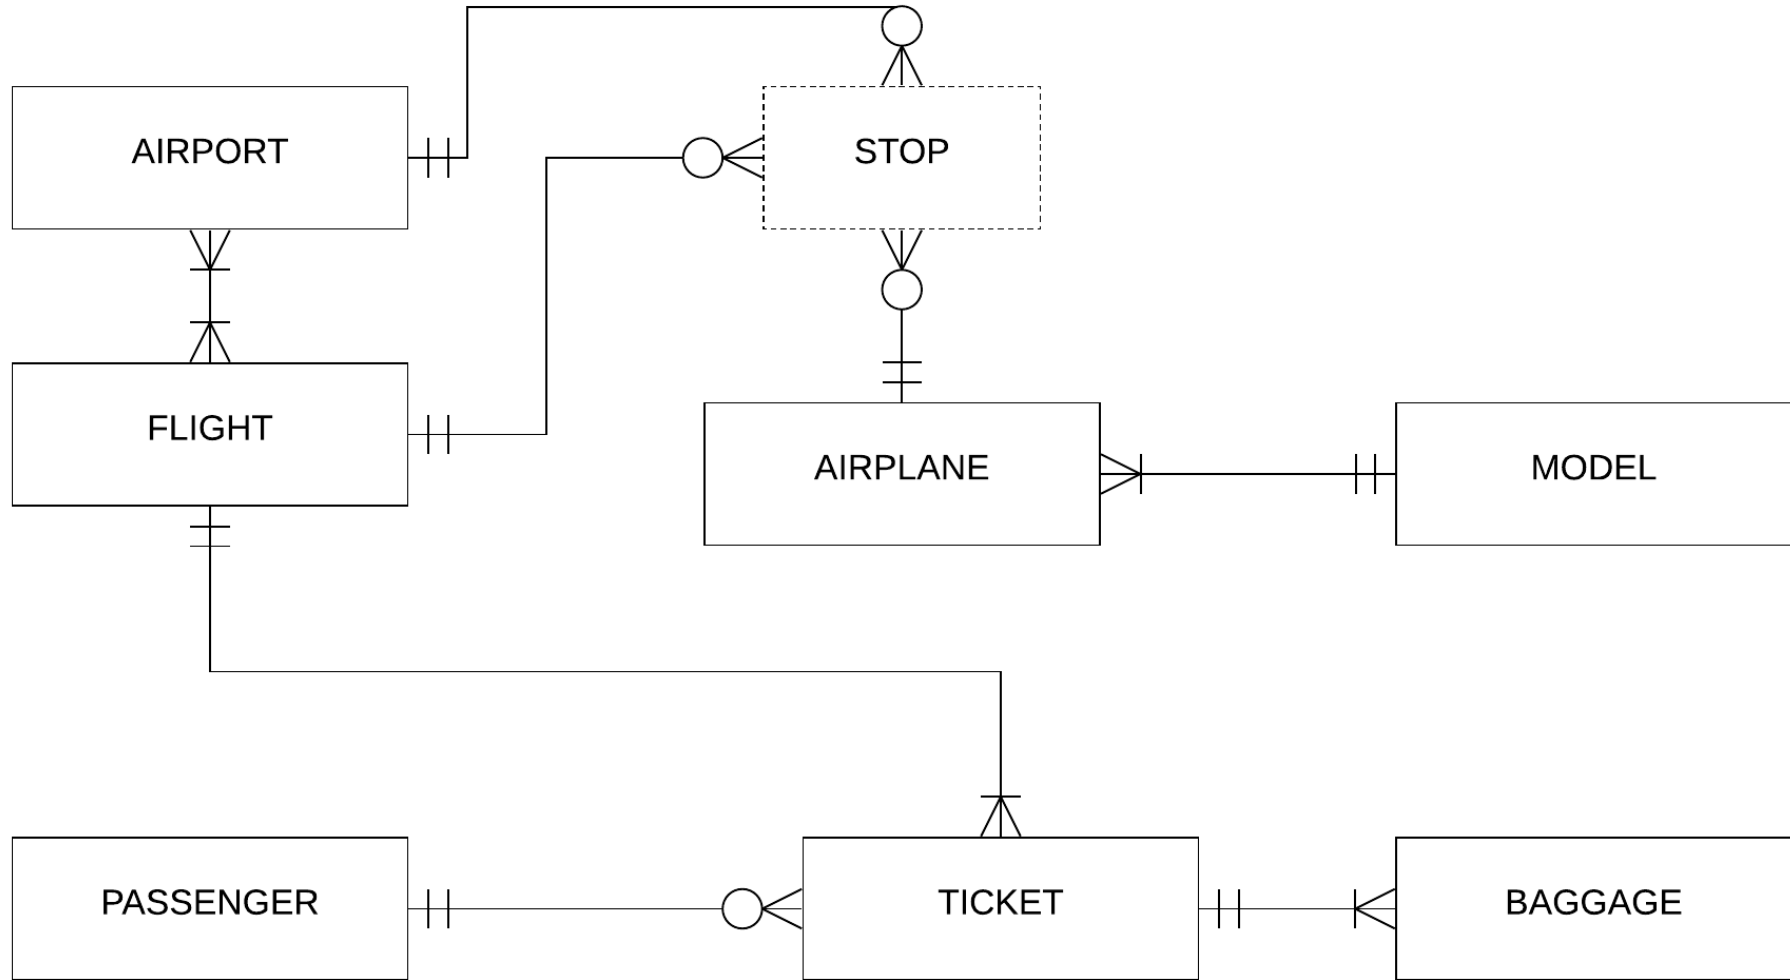 AIRPORT
STOP
FLIGHT
AIRPLANE
MODEL
PASSENGER
TICKET
BAGGAGE